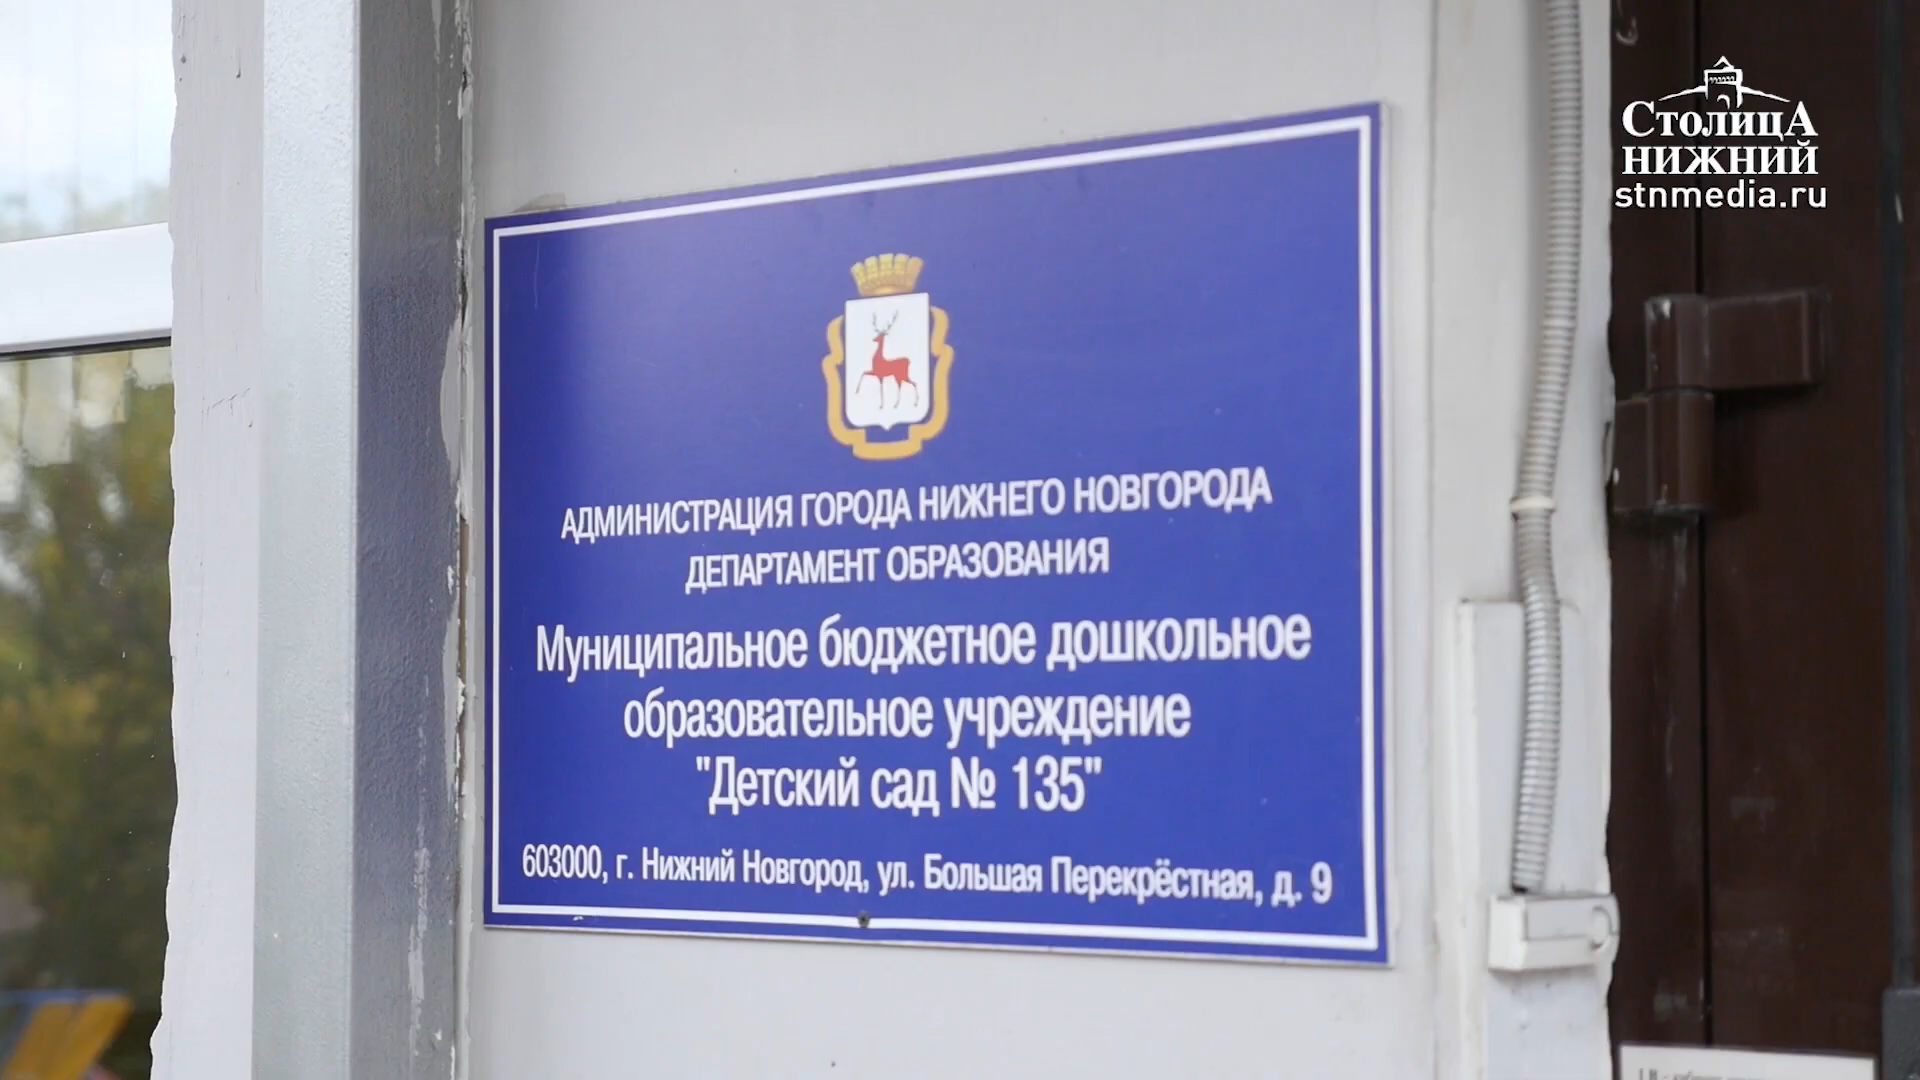 СтолицА
нижний
stnmedia.ru
АДМИНИСТРАЦИЯ ГОРОДА НИЖНЕГО НОВГОРОДА
ДЕПАРТАМЕНТ ОБРАЗОВАНИЯ
Муниципальное бюджетное дошкольное
образовательное учреждение
"Детский сад № 135"
603000, г. Нижний Новгород, ул. Большая Перекрёстная, д. 9